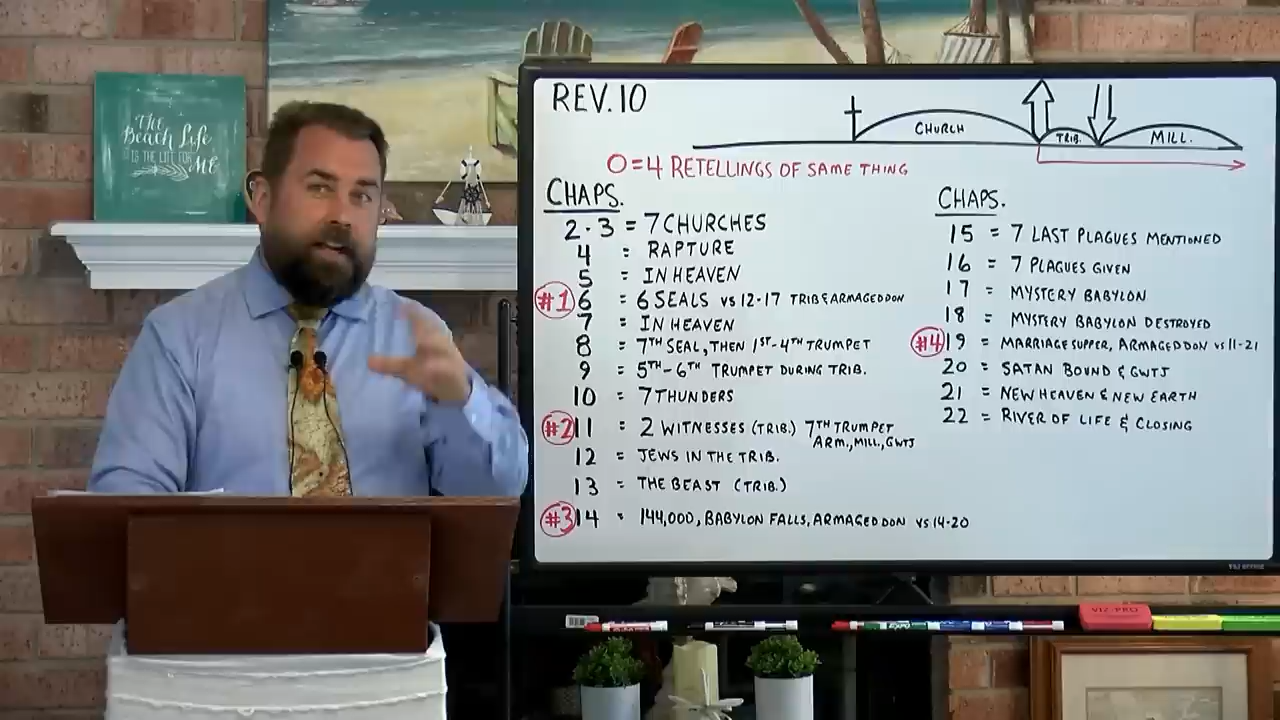 The
Beach Life
IS THE LIFE FOR
ME
REV.10
CHURCH
TRIB.
MILL.
O=4 RETELLINGS OF SAME THING
CHAPS.
2-3 = 7 CHURCHES
4 = RAPTURE
5 = IN HEAVEN
#1 6 = 6 SEALS VS 12-17 TRIB & ARMAGEDDON
7 = IN HEAVEN
8 = 7TH SEAL, THEN 1ST-4TH TRUMPET
9 = 5TH-6TH TRUMPET DURING TRIB.
10 = 7 THUNDERS
#2 11 = 2 WITNESSES (TRIB.) 7TH TRUMPET
ARM., MILL, GWTJ
12 = JEWS IN THE TRIB.
13 = THE BEAST (TRIB.)
#3 14 = 144,000, BABYLON FALLS, ARMAGEDDON VS 14-20
CHAPS.
15 = 7 LAST PLAGUES MENTIONED
16 = 7 PLAGUES GIVEN
17 = MYSTERY BABYLON
18 = MYSTERY BABYLON DESTROYED
#4 19 = MARRIAGE SUPPER, ARMAGEDDON VS 11-21
20 = SATAN BOUND & GWTJ
21 = NEW HEAVEN & NEW EARTH
22 = RIVER OF LIFE & CLOSING
VIZ-PRO